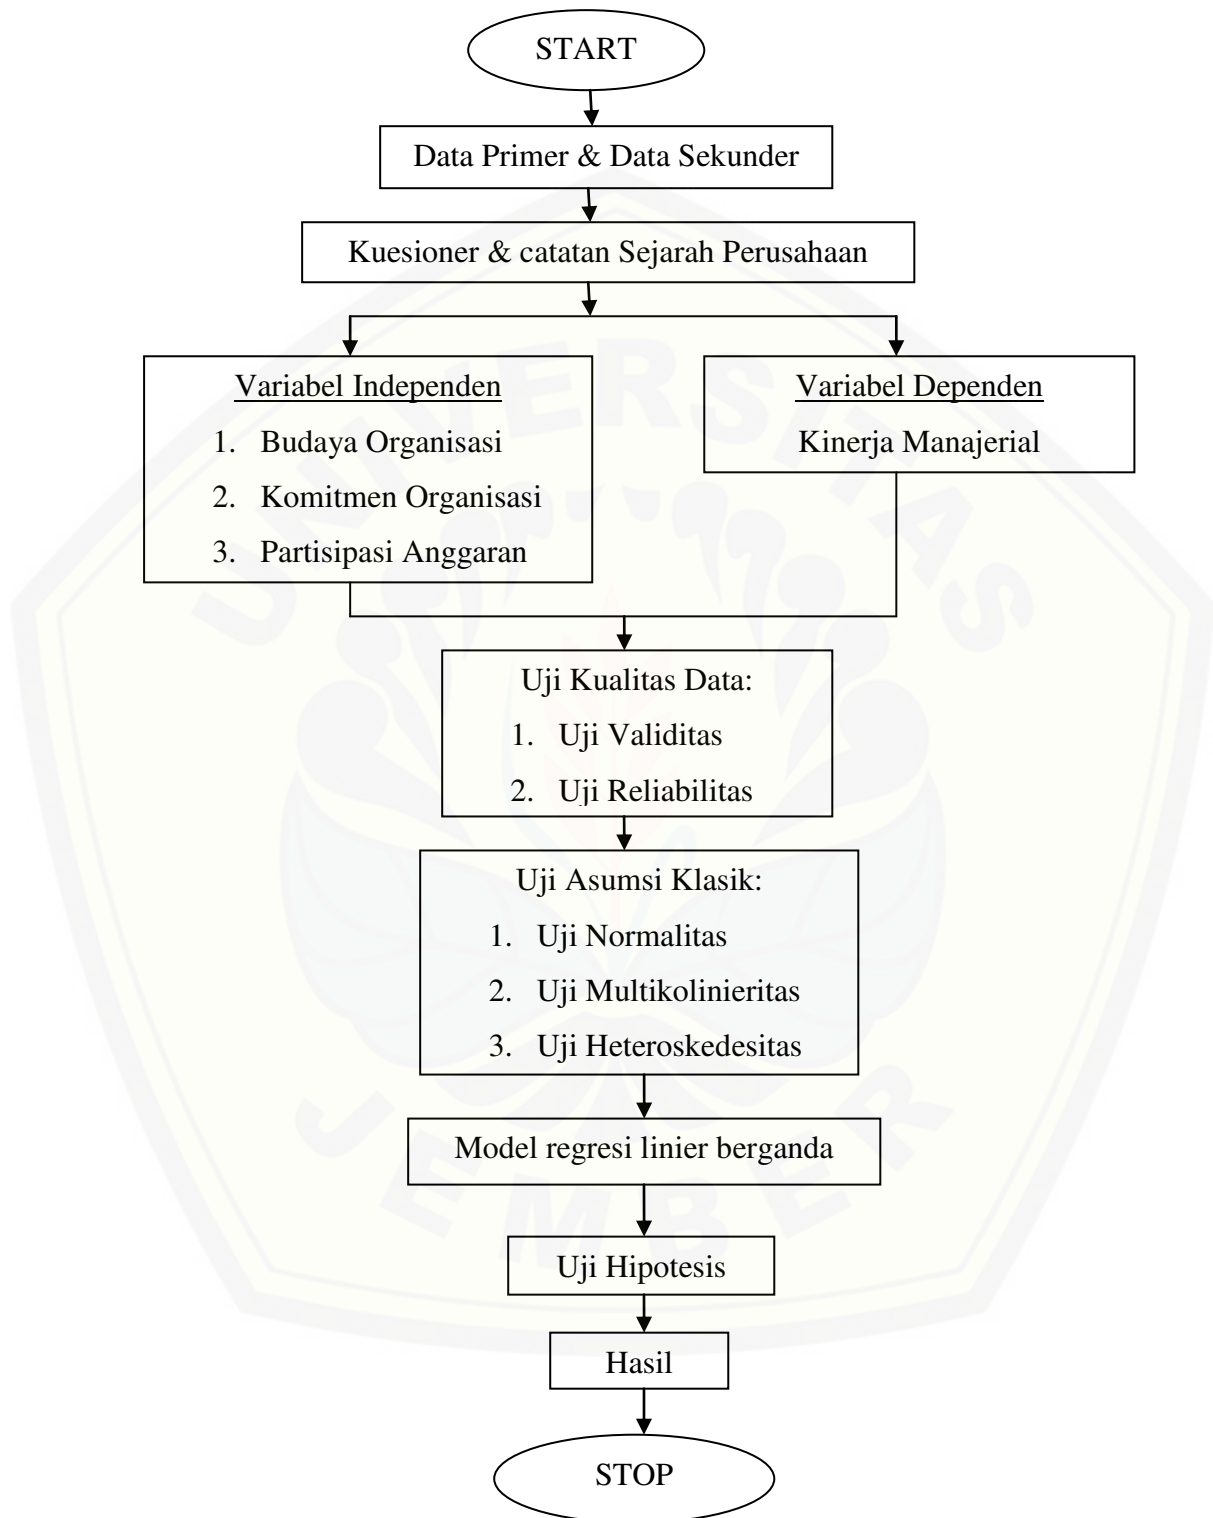 START
Data Primer & Data Sekunder
Kuesioner & catatan Sejarah Perusahaan
Variabel Independen
1. Budaya Organisasi
2. Komitmen Organisasi
3. Partisipasi Anggaran
Variabel Dependen
Kinerja Manajerial
Uji Kualitas Data:
1. Uji Validitas
2. Uji Reliabilitas
Uji Asumsi Klasik:
1. Uji Normalitas
2. Uji Multikolinieritas
3. Uji Heteroskedesitas
Model regresi linier berganda
Uji Hipotesis
Hasil
STOP
UNIVERSITAS
JEMBER